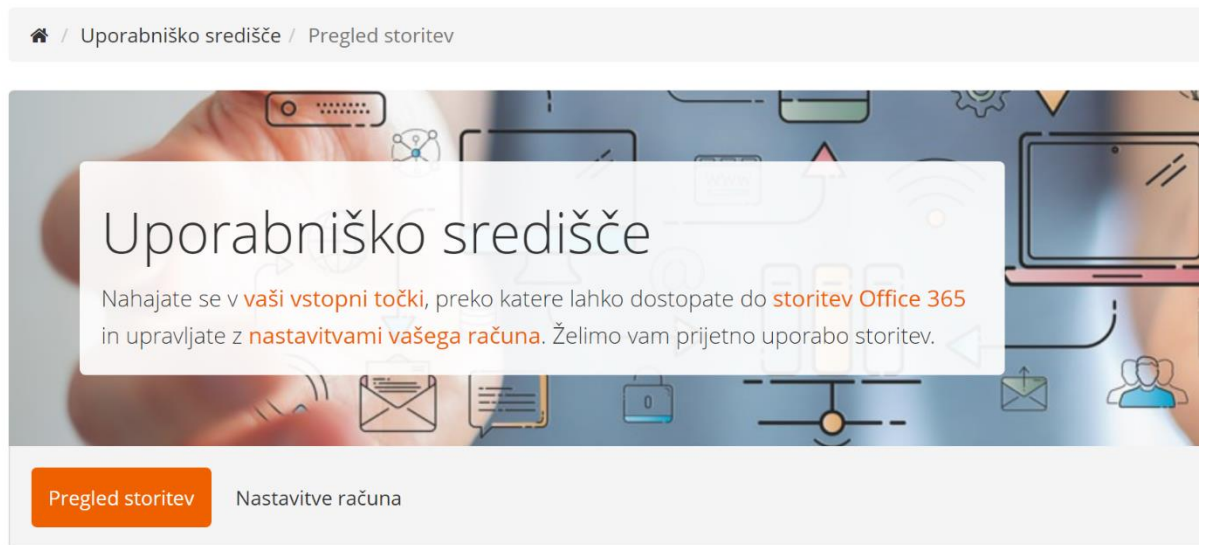 / Uporabniško središče / Pregled storitev
Uporabniško središče
Nahajate se v vaši vstopni točki, preko katere lahko dostopate do storitev Office 365
in upravljate z nastavitvami vašega računa. Želimo vam prijetno uporabo storitev.
Pregled storitev Nastavitve računa